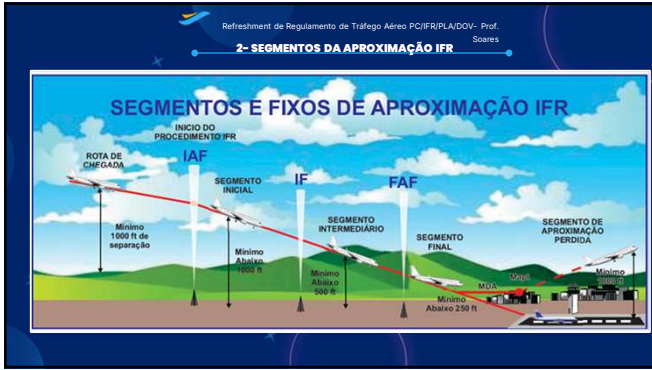 Refreshment de Regulamento de Tráfego Aéreo PC/IFR/PLA/DOV- Prof.
Soares
2- SEGMENTOS DA APROXIMAÇÃO IFR
SEGMENTOS E FIXOS DE APROXIMAÇÃO IFR
INICIO DO
PROCEDIMENTO IFR
ROTA DE
CHEGADA
IAF
SEGMENTO
INICIAL
IF
FAF
SEGMENTO
INTERMEDIÁRIO
SEGMENTO
FINAL
SEGMENTO DE
APROXIMAÇÃO
PERDIDA
Mínimo
1000 ft de
separação
Mínimo
Abaixo
1000 ft
Mínimo
Abaixo
500 ft
Mínimo
Abaixo 250 ft
MDA
Mapt
Mínimo